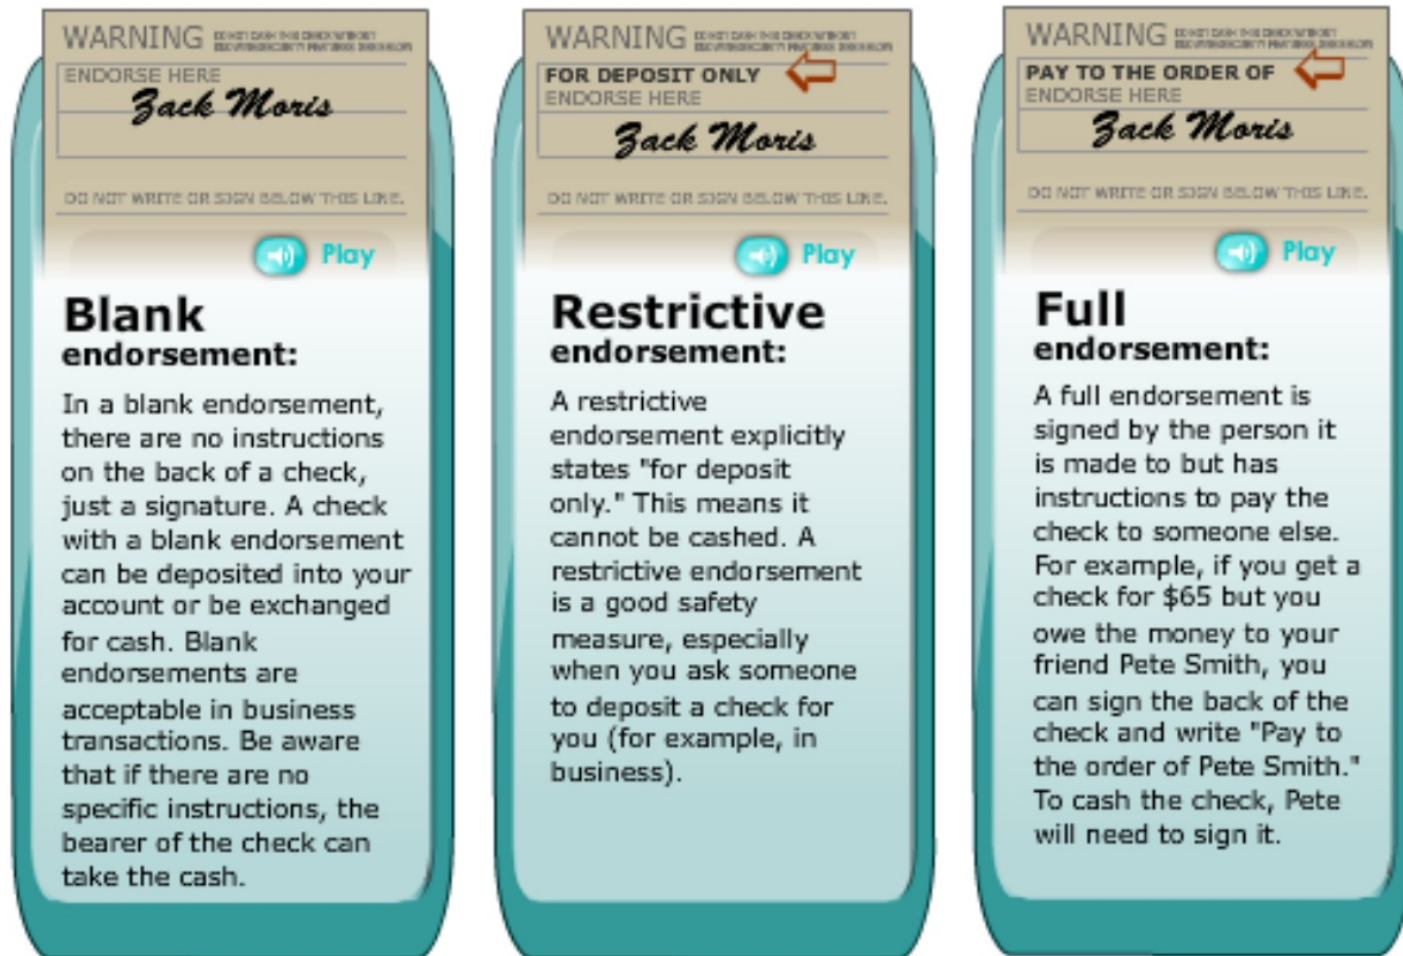 WARNING
ENDORSE HERE
Zack Moris
DO NOT WRITE OR SIGN BELOW THIS LINE.
Play
Blank
endorsement:
In a blank endorsement,
there are no instructions
on the back of a check,
just a signature. A check
with a blank endorsement
can be deposited into your
account or be exchanged
for cash. Blank
endorsements are
acceptable in business
transactions. Be aware
that if there are no
specific instructions, the
bearer of the check can
take the cash.
WARNING
FOR DEPOSIT ONLY
ENDORSE HERE
Zack Moris
DO NOT WRITE OR SIGN BELOW THIS LINE.
Play
Restrictive
endorsement:
A restrictive
endorsement explicitly
states "for deposit
only." This means it
cannot be cashed. A
restrictive endorsement
is a good safety
measure, especially
when you ask someone
to deposit a check for
you (for example, in
business).
WARNING
PAY TO THE ORDER OF
ENDORSE HERE
Zack Moris
DO NOT WRITE OR SIGN BELOW THIS LINE.
Play
Full
endorsement:
A full endorsement is
signed by the person it
is made to but has
instructions to pay the
check to someone else.
For example, if you get a
check for $65 but you
owe the money to your
friend Pete Smith, you
can sign the back of the
check and write "Pay to
the order of Pete Smith."
To cash the check, Pete
will need to sign it.